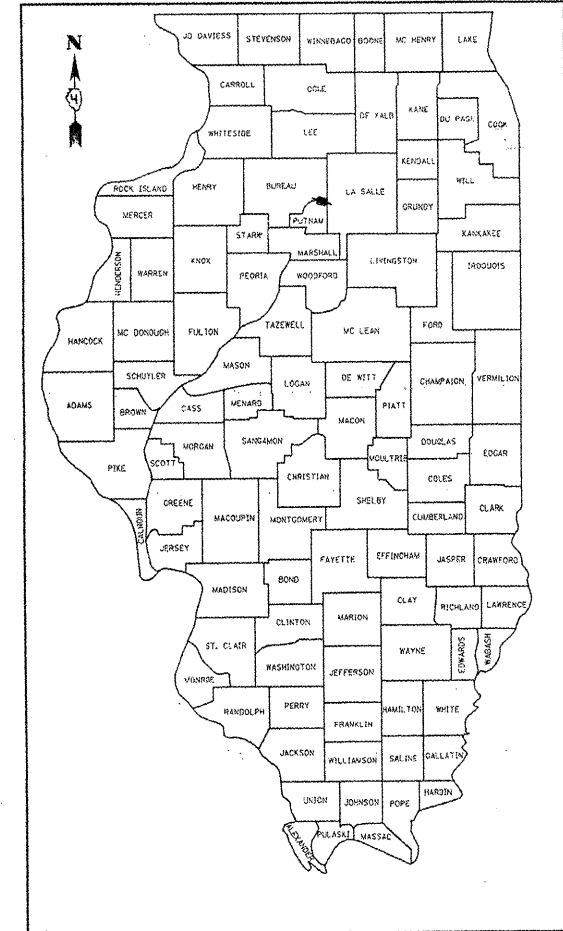 JO DAVIESS STEVENSON WINNEBAGO BOONE MC HENRY LAKE
N
4
CARROLL OGLE DE KALB KANE DU PAGE COOK
WHITESIDE LEE
KENDALL WILL
ROCK ISLAND HENRY BUREAU LA SALLE GRUNDY
MERCER PUTNAM
STARK KANKAKEE
HENDERSON WARREN KNOX MARSHALL LIVINGSTON IROQUOIS
PEORIA WOODFORD
HANCOCK MC DONOUGH FULTON TAZEWELL MC LEAN FORD
MASON
SCHUYLER LOGAN DE WITT CHAMPAIGN VERMILION
ADAMS BROWN CASS MENARD MACON PIATT
MORGAN SANGAMON DOUGLAS EDGAR
PIKE SCOTT CHRISTIAN MOULTRIE COLES
GREENE SHELBY
CALHOUN MACOUPIN MONTGOMERY CUMBERLAND CLARK
JERSEY
FAYETTE EFFINGHAM JASPER CRAWFORD
MADISON BOND
CLAY RICHLAND LAWRENCE
CLINTON MARION
ST. CLAIR WAYNE EDWARDS WABASH
WASHINGTON JEFFERSON
MONROE
RANDOLPH PERRY HAMILTON WHITE
FRANKLIN
JACKSON WILLIAMSON SALINE GALLATIN
UNION JOHNSON POPE HARDIN
ALEXANDER PULASKI MASSAC